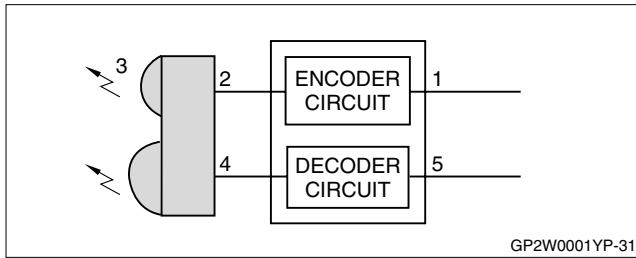 3
2
ENCODER
CIRCUIT
1
4
DECODER
CIRCUIT
5
GP2W0001YP-31